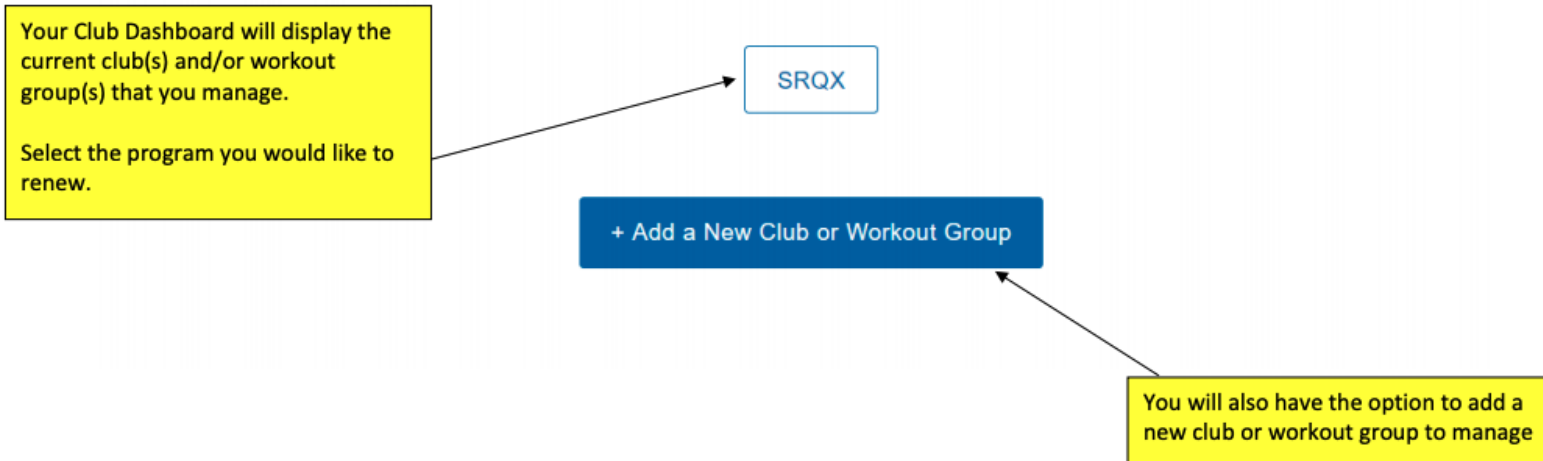 Your Club Dashboard will display the
current club(s) and/or workout
group(s) that you manage.
Select the program you would like to
renew.
SRQX
+ Add a New Club or Workout Group
You will also have the option to add a
new club or workout group to manage